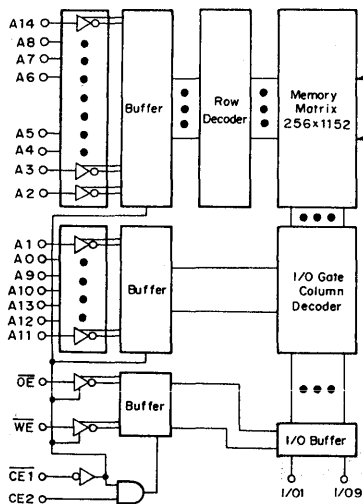 A14
A8
A7
A6
A5
A4
A3
A2
Buffer
Row
Decoder
Memory
Matrix
256×1152
A1
A0
A9
A10
A13
A12
A11
Buffer
I/O Gate
Column
Decoder
OE
WE
Buffer
I/O Buffer
CE1
CE2
I/O1
I/O9